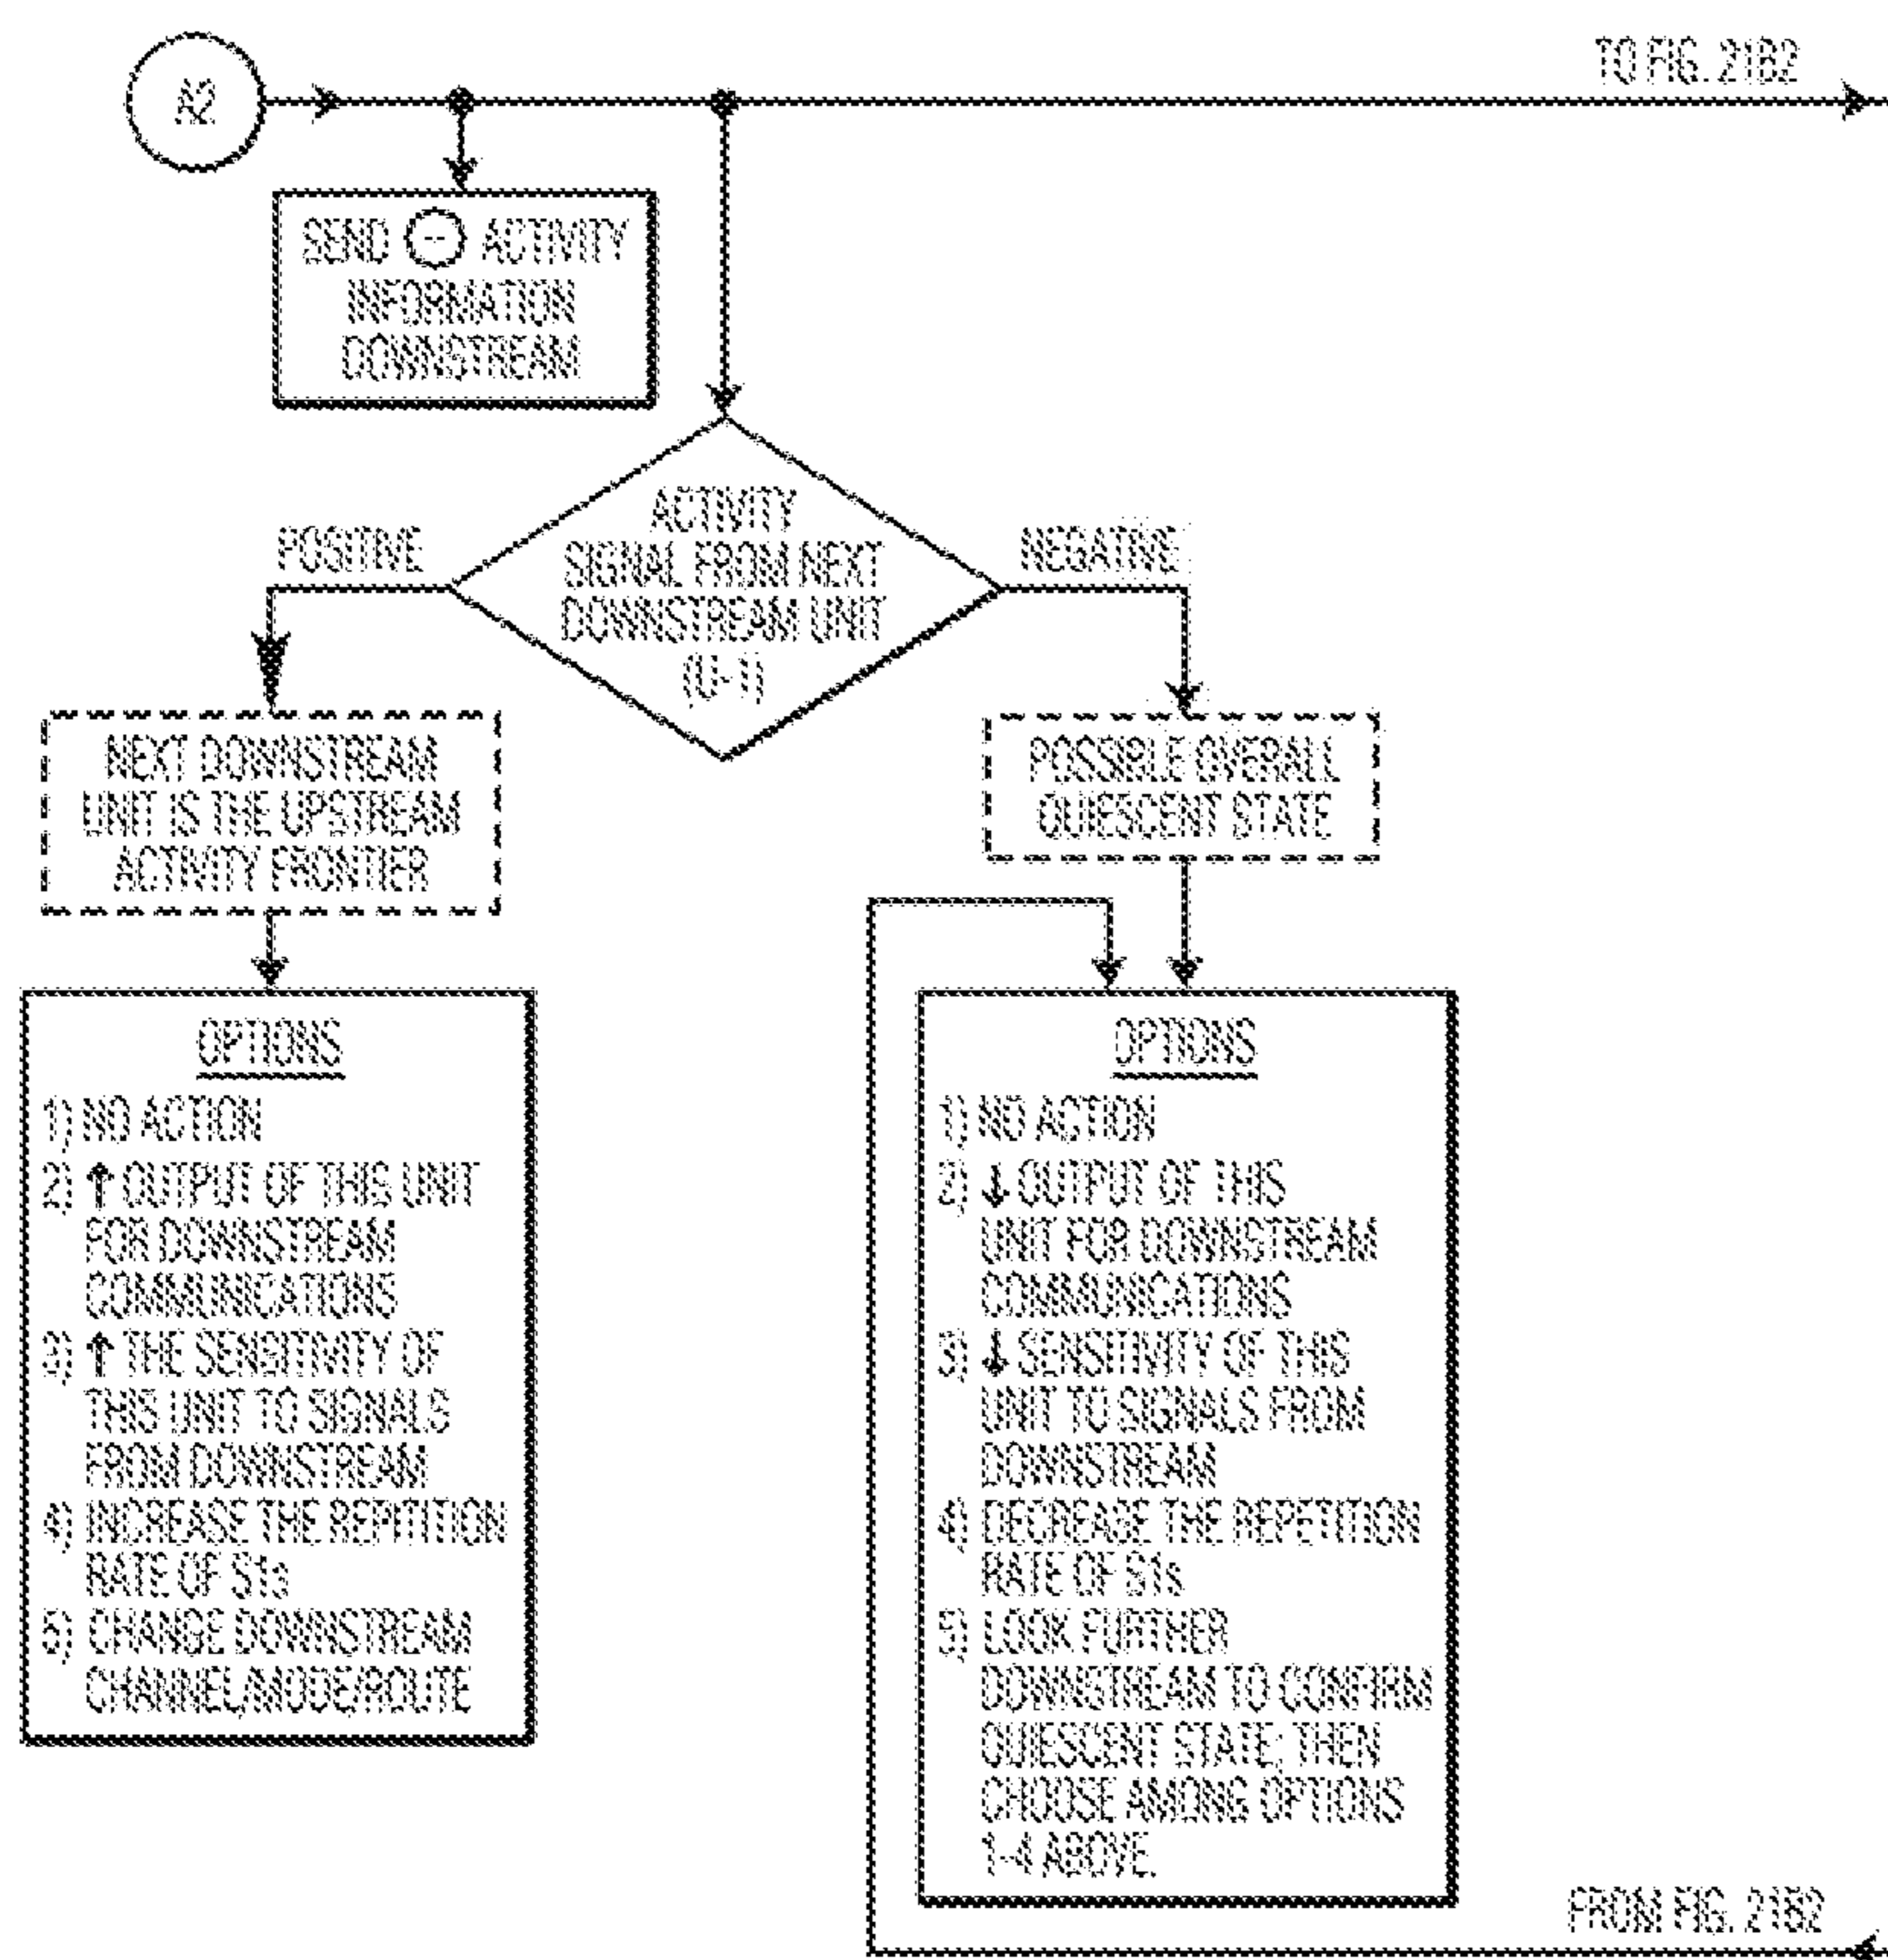 TO FIG. 21B2
A2
SEND (-) ACTIVITY
INFORMATION
DOWNSTREAM
ACTIVITY
SIGNAL FROM NEXT
DOWNSTREAM UNIT
(U-1)
POSITIVE
NEGATIVE
NEXT DOWNSTREAM
UNIT IS THE UPSTREAM
ACTIVITY FRONTIER
POSSIBLE OVERALL
QUIESCENT STATE
OPTIONS
1) NO ACTION
2) ↑ OUTPUT OF THIS UNIT
FOR DOWNSTREAM
COMMUNICATIONS
3) ↑ THE SENSITIVITY OF
THIS UNIT TO SIGNALS
FROM DOWNSTREAM
4) INCREASE THE REPITITION
RATE OF S1s
5) CHANGE DOWNSTREAM
CHANNEL/MODE/ROUTE
OPTIONS
1) NO ACTION
2) ↓ OUTPUT OF THIS
UNIT FOR DOWNSTREAM
COMMUNICATIONS
3) ↓ SENSITIVITY OF THIS
UNIT TO SIGNALS FROM
DOWNSTREAM
4) DECREASE THE REPETITION
RATE OF S1s
5) LOOK FURTHER
DOWNSTREAM TO CONFIRM
QUIESCENT STATE; THEN
CHOOSE AMONG OPTIONS
1-4 ABOVE.
FROM FIG. 21B2